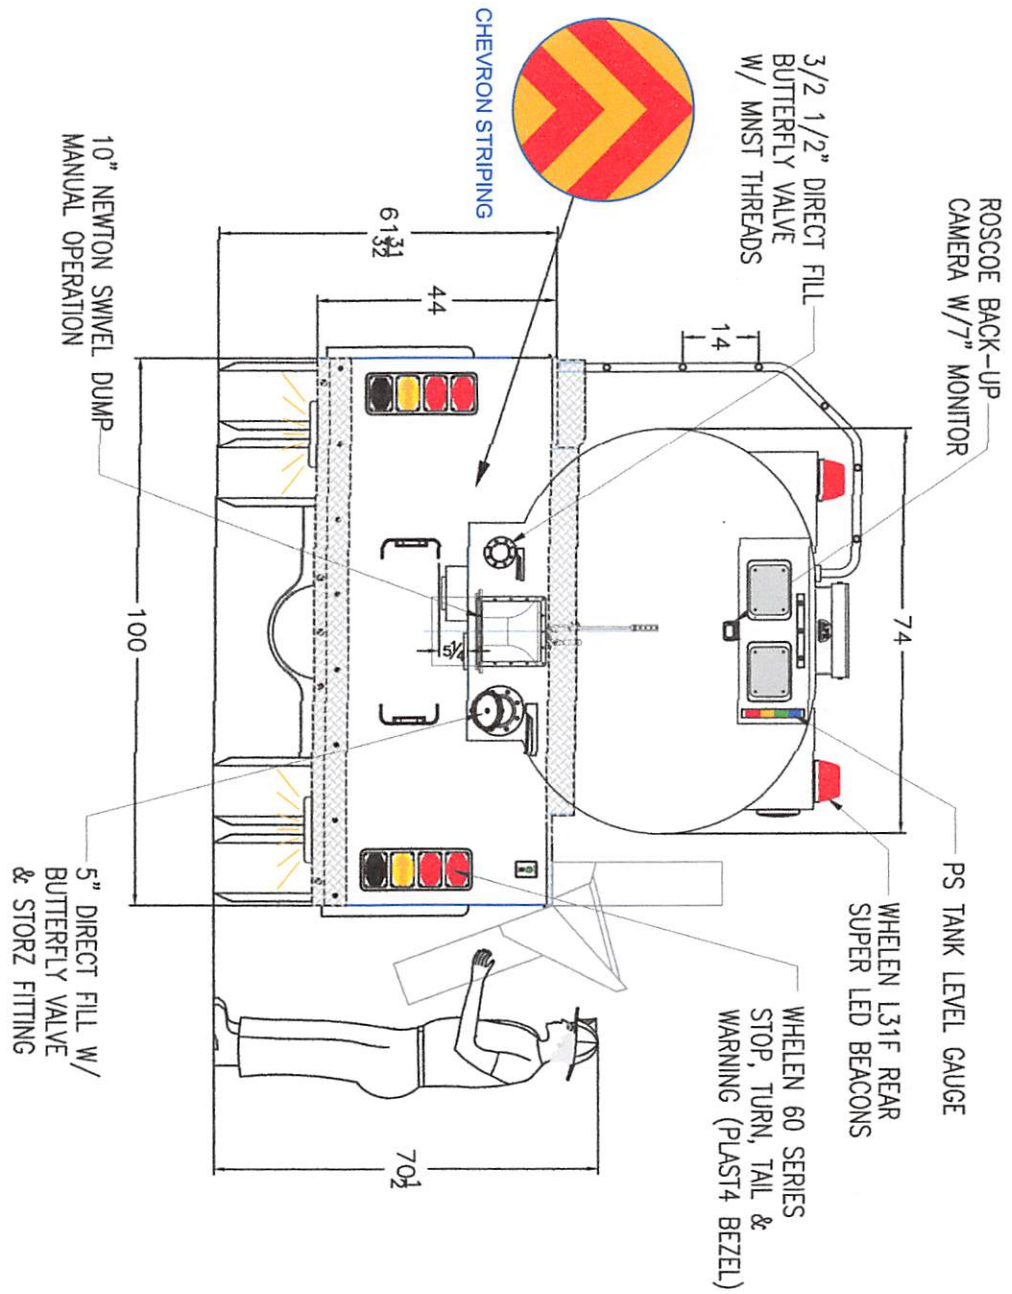 ROSCOE BACK-UP
CAMERA W/7" MONITOR
3/2 1/2" DIRECT FILL
BUTTERFLY VALVE
W/ MNST THREADS
CHEVRON STRIPING
10" NEWTON SWIVEL DUMP
MANUAL OPERATION
PS TANK LEVEL GAUGE
WHELEN L31F REAR
SUPER LED BEACONS
WHELEN 60 SERIES
STOP, TURN, TAIL &
WARNING (PLAST4 BEZEL)
5" DIRECT FILL W/
BUTTERFLY VALVE
& STORZ FITTING
74
14
61 31/32
44
5 1/4
100
70 1/2